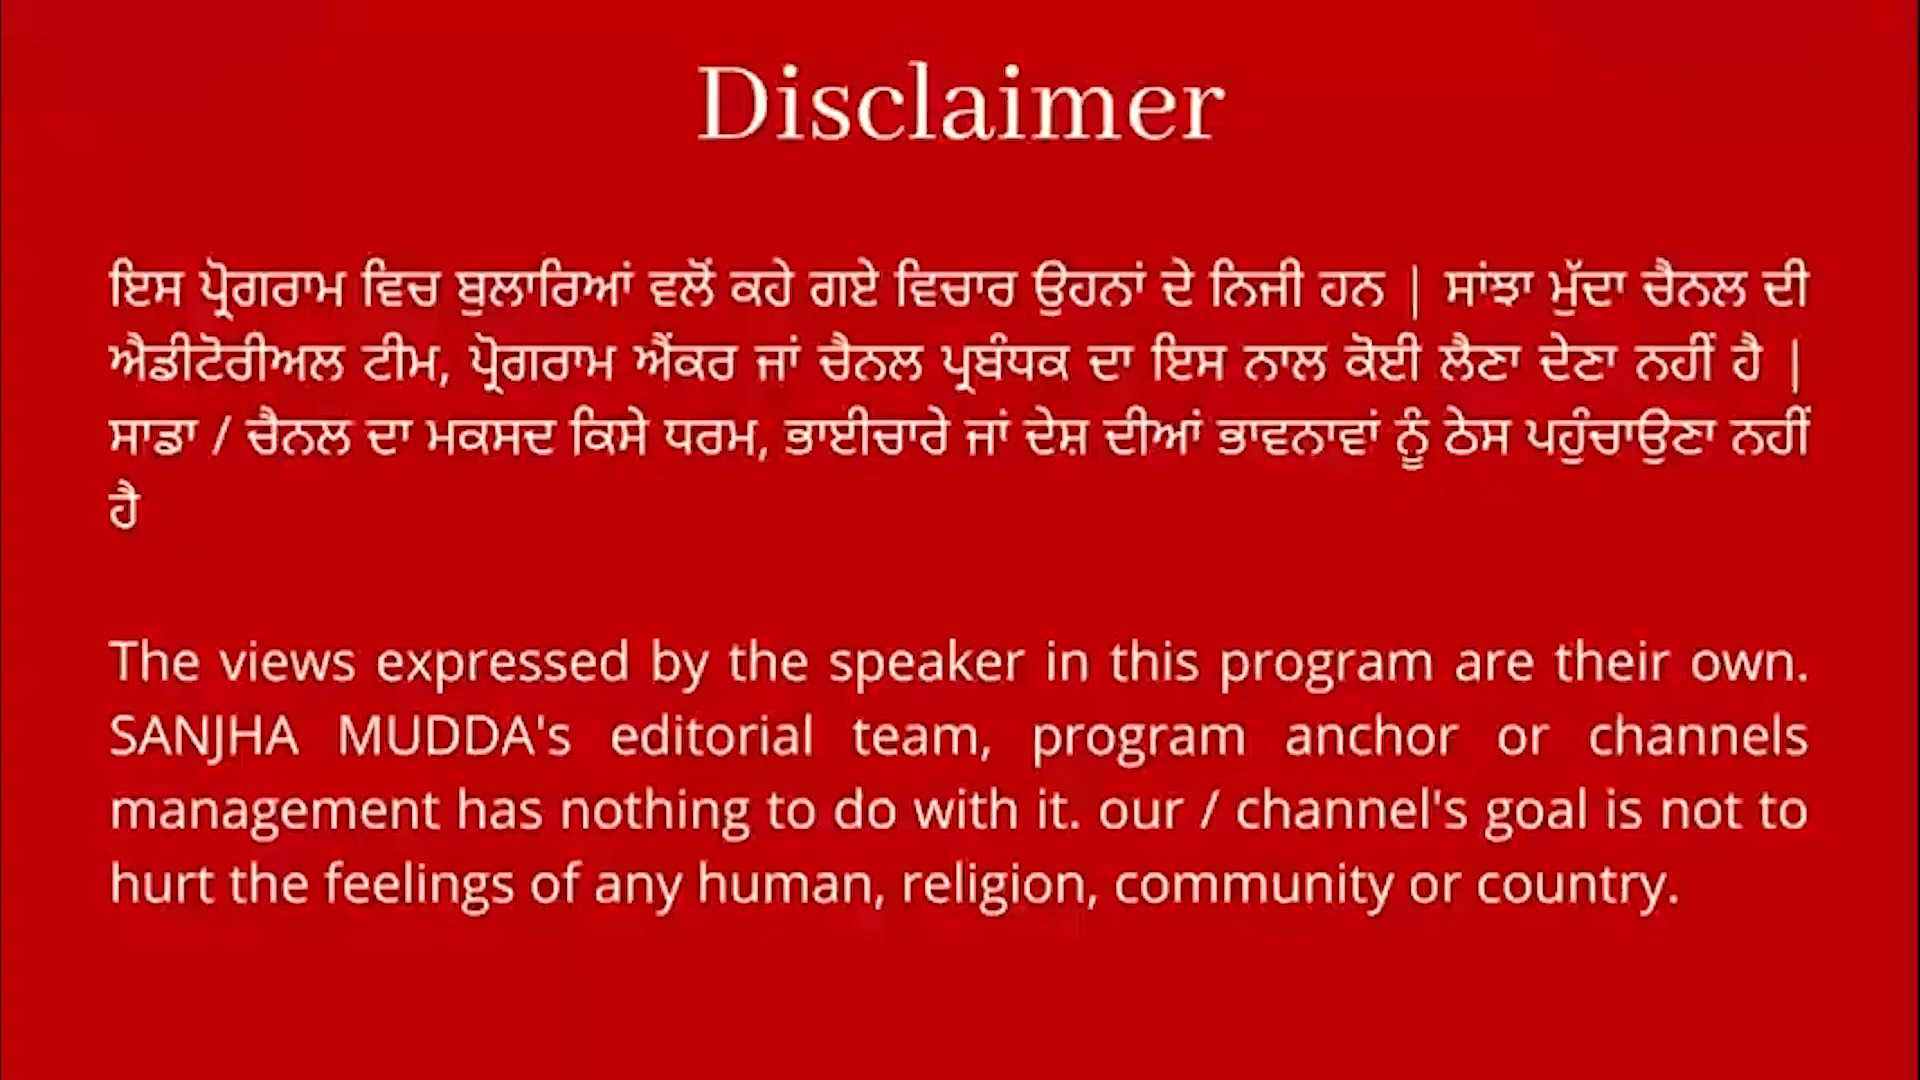 Disclaimer
ਇਸ ਪ੍ਰੋਗਰਾਮ ਵਿਚ ਬੁਲਾਰਿਆਂ ਵਲੋਂ ਕਹੇ ਗਏ ਵਿਚਾਰ ਉਹਨਾਂ ਦੇ ਨਿਜੀ ਹਨ | ਸਾਂਝਾ ਮੁੱਦਾ ਚੈਨਲ ਦੀ
ਐਡੀਟੋਰੀਅਲ ਟੀਮ, ਪ੍ਰੋਗਰਾਮ ਐਂਕਰ ਜਾਂ ਚੈਨਲ ਪ੍ਰਬੰਧਕ ਦਾ ਇਸ ਨਾਲ ਕੋਈ ਲੈਣਾ ਦੇਣਾ ਨਹੀਂ ਹੈ |
ਸਾਡਾ / ਚੈਨਲ ਦਾ ਮਕਸਦ ਕਿਸੇ ਧਰਮ, ਭਾਈਚਾਰੇ ਜਾਂ ਦੇਸ਼ ਦੀਆਂ ਭਾਵਨਾਵਾਂ ਨੂੰ ਠੇਸ ਪਹੁੰਚਾਉਣਾ ਨਹੀਂ
ਹੈ
The views expressed by the speaker in this program are their own.
SANJHA MUDDA's editorial team, program anchor or channels
management has nothing to do with it. our / channel's goal is not to
hurt the feelings of any human, religion, community or country.